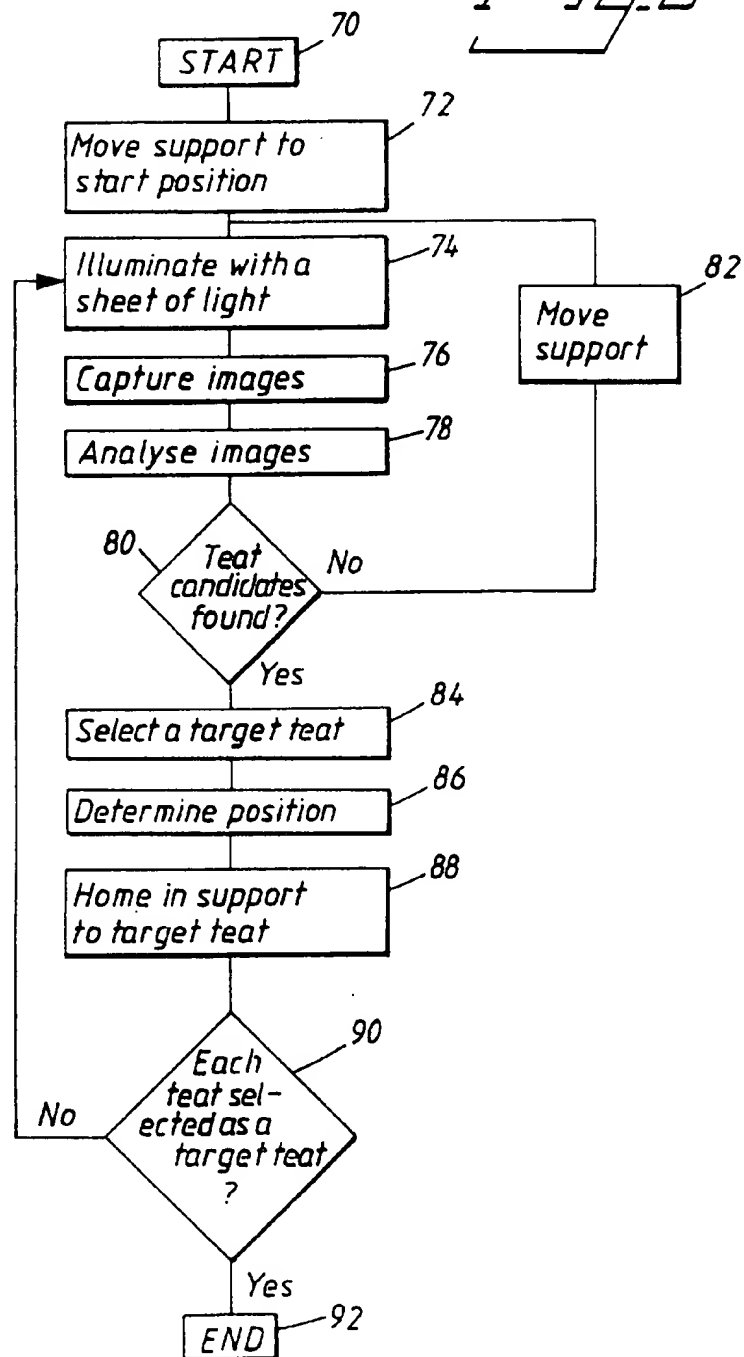 70
START
72
Move support to
start position
74
Illuminate with a
sheet of light
82
Move
support
76
Capture images
78
Analyse images
80
Teat
candidates
found?
No
Yes
84
Select a target teat
86
Determine position
88
Home in support
to target teat
90
Each
teat sel-
ected as a
target teat
?
No
Yes
92
END